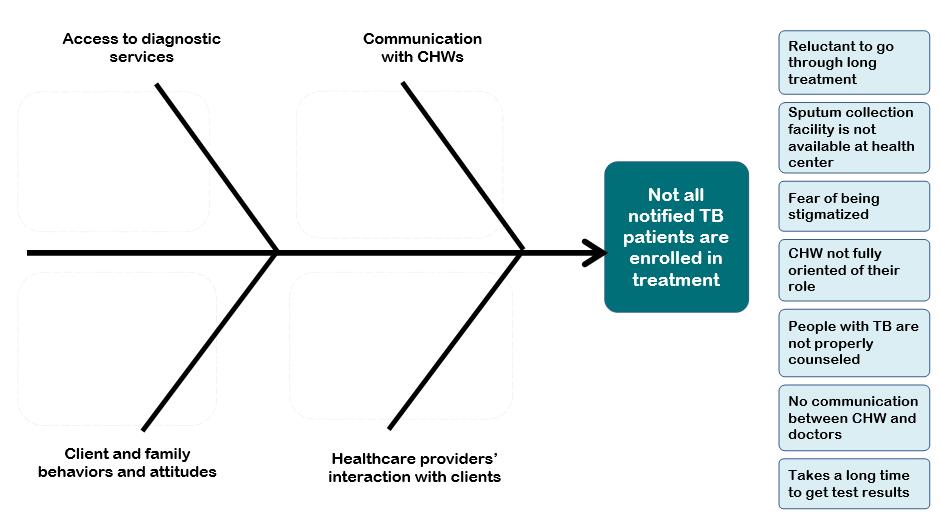 Access to diagnostic
services
Communication
with CHWs
Not all
notified TB
patients are
enrolled in
treatment
Client and family
behaviors and attitudes
Healthcare providers’
interaction with clients
Reluctant to go
through long
treatment
Sputum collection
facility is not
available at health
center
Fear of being
stigmatized
CHW not fully
oriented of their
role
People with TB are
not properly
counseled
No communication
between CHW and
doctors
Takes a long time
to get test results